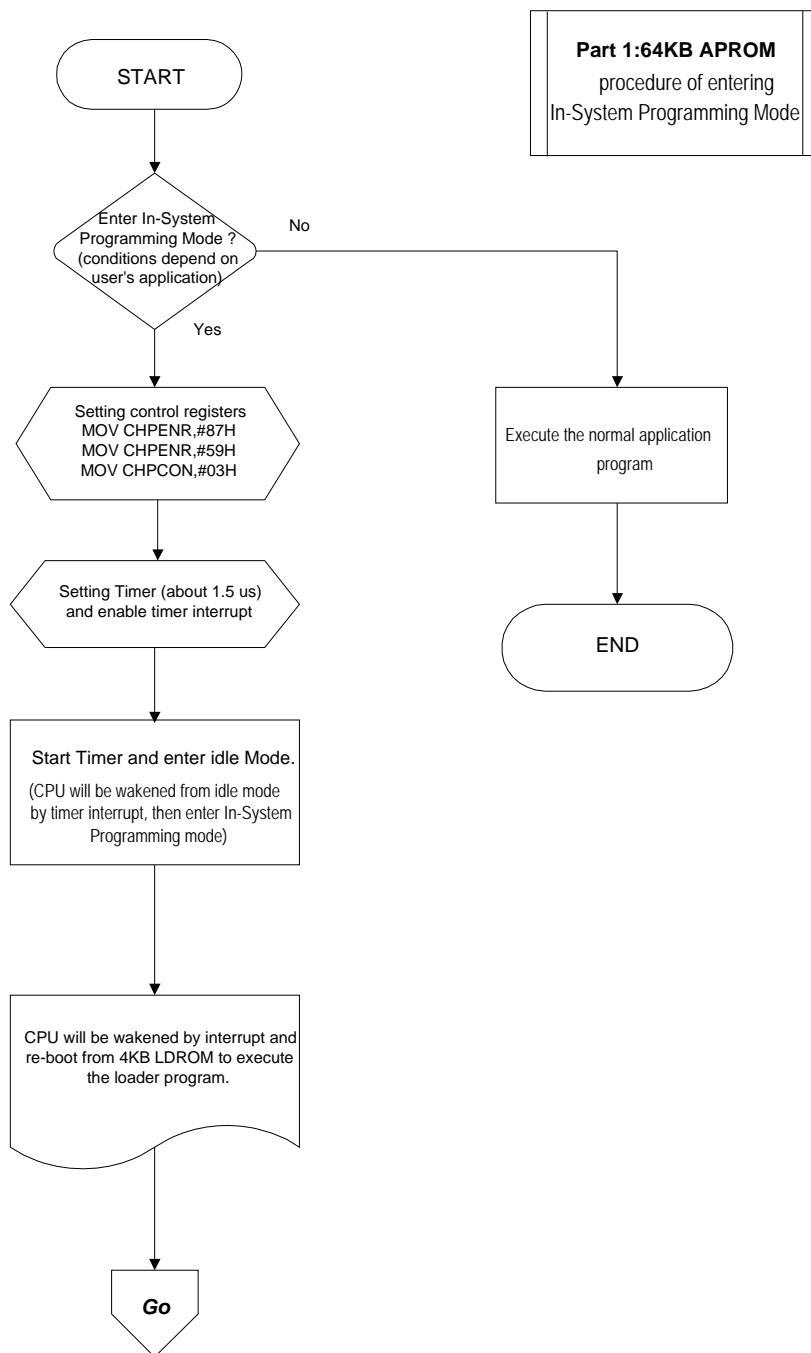 START
Part 1:64KB APROM
procedure of entering
In-System Programming Mode
Enter In-System
Programming Mode ?
(conditions depend on
user's application)
No
Yes
Setting control registers
MOV CHPENR,#87H
MOV CHPENR,#59H
MOV CHPCON,#03H
Execute the normal application
program
Setting Timer (about 1.5 us)
and enable timer interrupt
END
Start Timer and enter idle Mode.
(CPU will be wakened from idle mode
by timer interrupt, then enter In-System
Programming mode)
CPU will be wakened by interrupt and
re-boot from 4KB LDROM to execute
the loader program.
Go